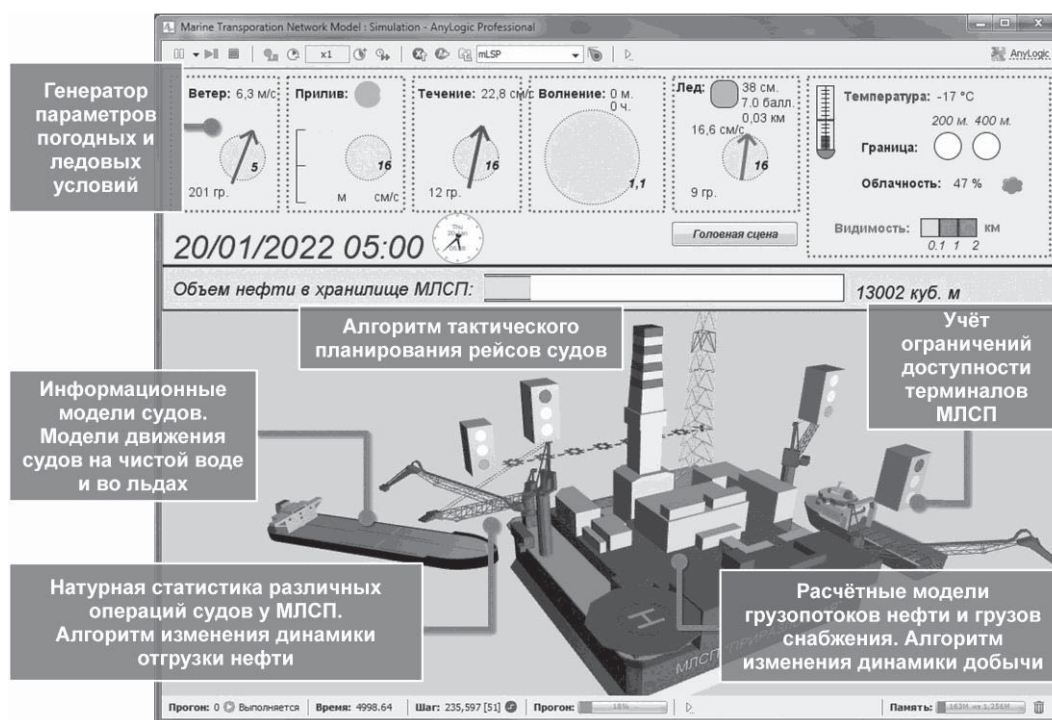 Marine Transporation Network Model : Simulation - AnyLogic Professional
x1
mLSP
AnyLogic
Генератор
параметров
погодных и
ледовых
условий
Ветер: 6,3 м/с
5
201 гр.
Прилив:
16
м см/с
Течение: 22,8 см/с
16
12 гр.
Волнение: 0 м.
0 ч.
1,1
Лед: 38 см.
7.0 балл.
0,03 км
16,6 см/с
16
9 гр.
Температура: -17 °C
200 м. 400 м.
Граница:
Облачность: 47 %
Видимость: км
0.1 1 2
20/01/2022 05:00
Головная сцена
Объем нефти в хранилище МЛСП:
13002 куб. м
Алгоритм тактического
планирования рейсов судов
Учёт
ограничений
доступности
терминалов
МЛСП
Информационные
модели судов.
Модели движения
судов на чистой воде
и во льдах
Натурная статистика различных
операций судов у МЛСП.
Алгоритм изменения динамики
отгрузки нефти
H
МЛСП
Расчётные модели
грузопотоков нефти и грузов
снабжения. Алгоритм
изменения динамики добычи
Прогон: 0 Выполняется Время: 4998.64 Шаг: 235,597 [51] Прогон: 18% Память: 163M из 1,256M